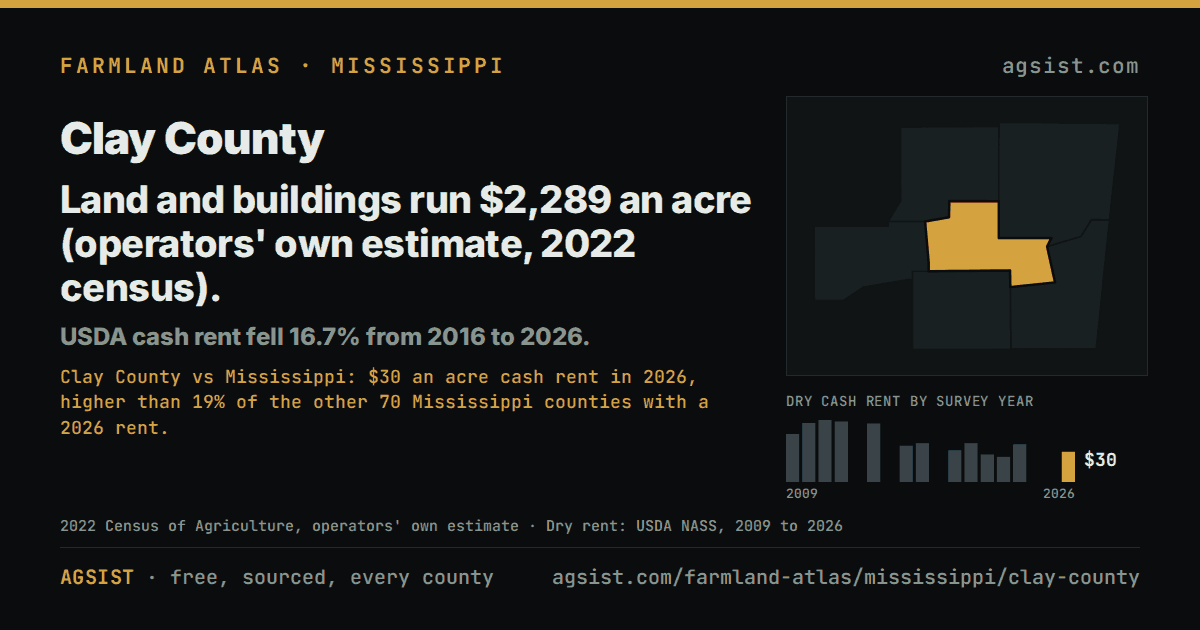 FARMLAND ATLAS · MISSISSIPPI
agsist.com
Clay County
Land and buildings run $2,289 an acre
(operators' own estimate, 2022
census).
USDA cash rent fell 16.7% from 2016 to 2026.
Clay County vs Mississippi: $30 an acre cash rent in 2026,
higher than 19% of the other 70 Mississippi counties with a
2026 rent.
DRY CASH RENT BY SURVEY YEAR
$30
2009
2026
2022 Census of Agriculture, operators' own estimate · Dry rent: USDA NASS, 2009 to 2026
AGSIST · free, sourced, every county
agsist.com/farmland-atlas/mississippi/clay-county